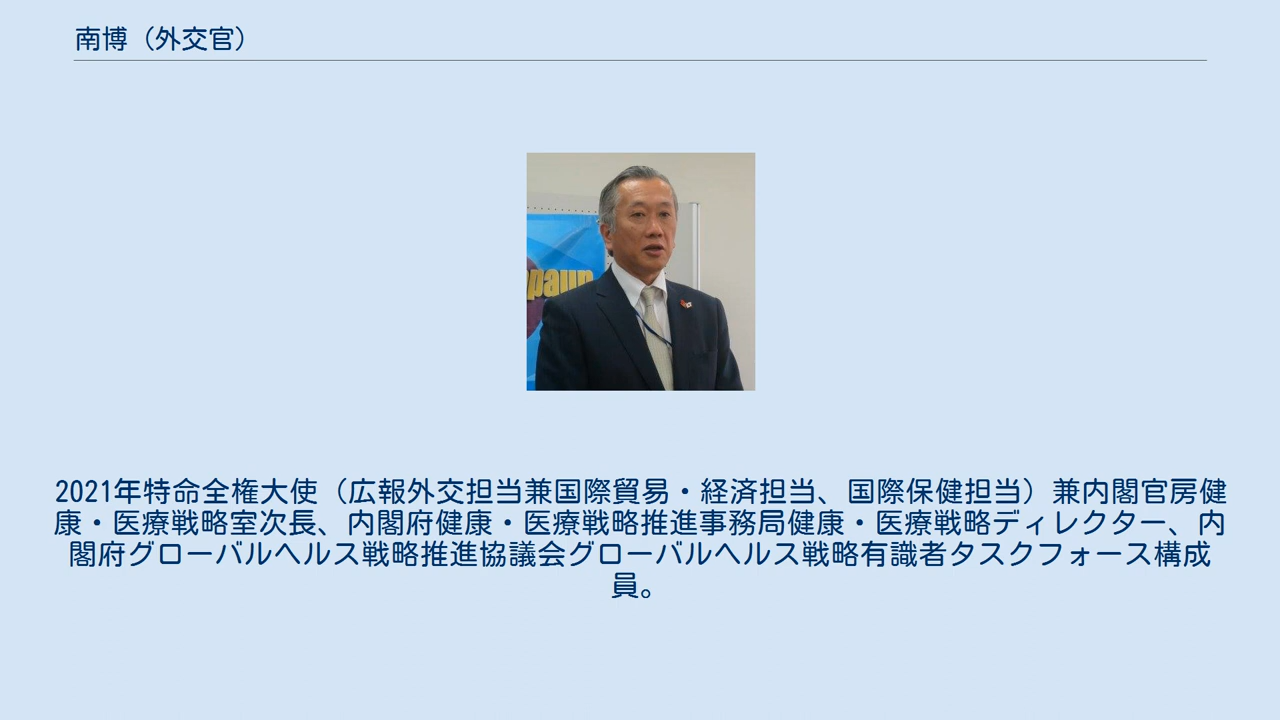 南博（外交官）
paun
2021年特命全権大使（広報外交担当兼国際貿易・経済担当、国際保健担当）兼内閣官房健
康・医療戦略室次長、内閣府健康・医療戦略推進事務局健康・医療戦略ディレクター、内
閣府グローバルヘルス戦略推進協議会グローバルヘルス戦略有識者タスクフォース構成
員。